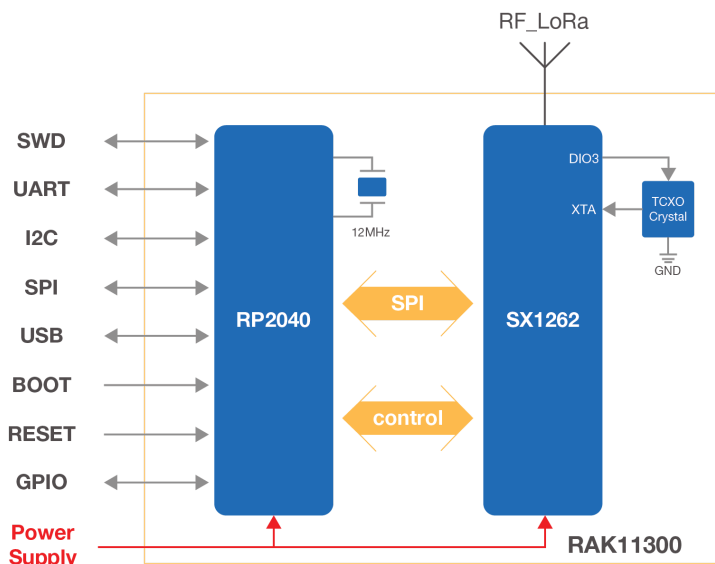 RF_LoRa
SWD
UART
I2C
SPI
USB
BOOT
RESET
GPIO
Power
Supply
RP2040
12MHz
SPI
control
SX1262
DIO3
XTA
TCXO
Crystal
GND
RAK11300